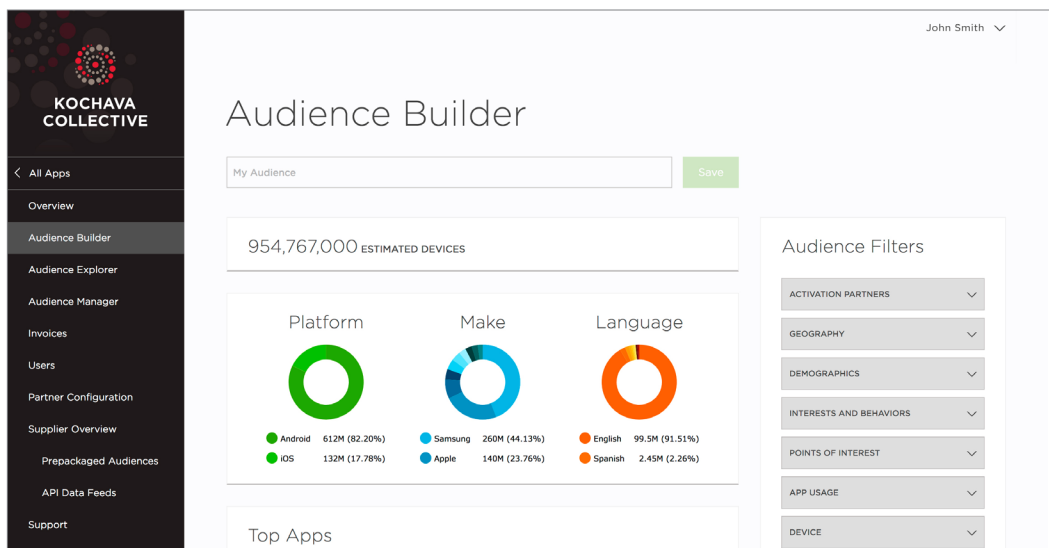 John Smith
KOCHAVA
COLLECTIVE
All Apps
Overview
Audience Builder
Audience Explorer
Audience Manager
Invoices
Users
Partner Configuration
Supplier Overview
Prepackaged Audiences
API Data Feeds
Support
Audience Builder
My Audience
Save
954,767,000 ESTIMATED DEVICES
Platform
Android 612M (82.20%)
iOS 132M (17.78%)
Make
Samsung 260M (44.13%)
Apple 140M (23.76%)
Language
English 99.5M (91.51%)
Spanish 2.45M (2.26%)
Top Apps
Audience Filters
ACTIVATION PARTNERS
GEOGRAPHY
DEMOGRAPHICS
INTERESTS AND BEHAVIORS
POINTS OF INTEREST
APP USAGE
DEVICE